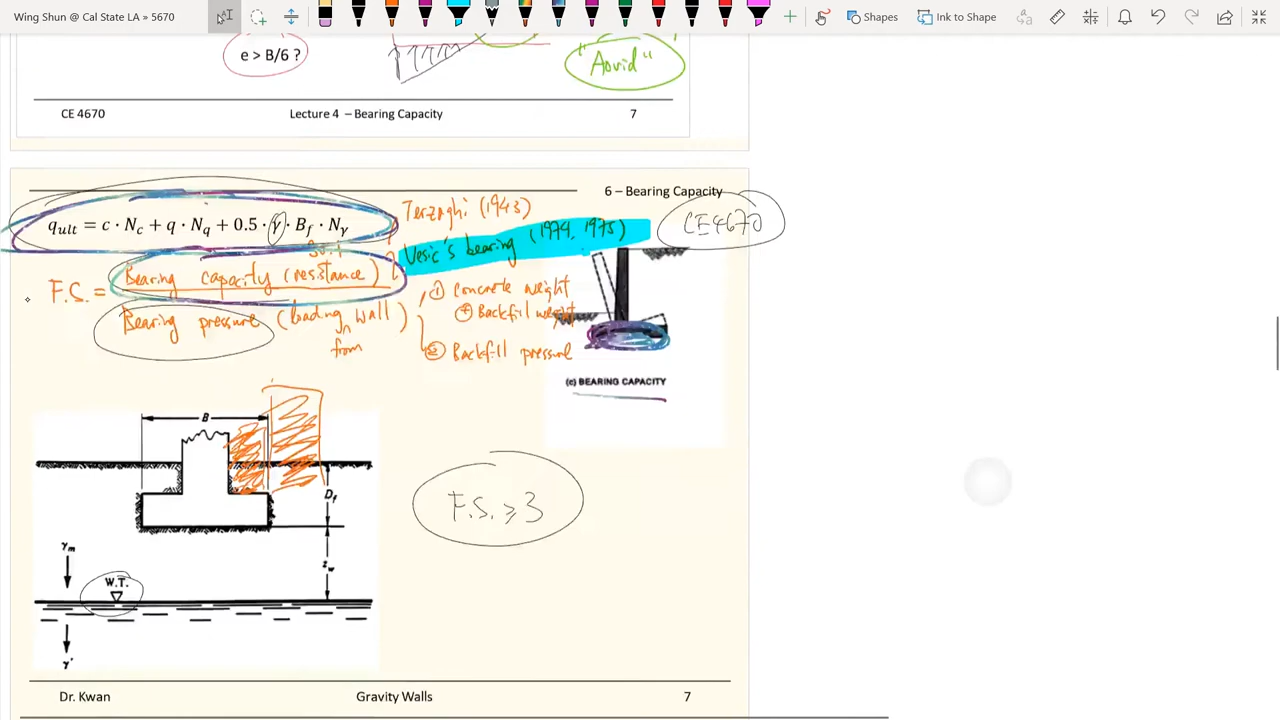 Wing Shun @ Cal State LA » 5670
Shapes
Ink to Shape
e > B/6 ?
"Aovid"
CE 4670
Lecture 4 – Bearing Capacity
7
6 – Bearing Capacity
CE4670
q_ult = c · N_c + q · N_q + 0.5 · γ · B_f · N_γ
Terzaghi (1943)
Vesic's bearing (1974, 1975)
F.S. = Bearing capacity (resistance)
Bearing pressure (loading wall)
from
① Concrete weight
⊕ Backfill weight
② Backfill pressure
(c) BEARING CAPACITY
B
D_f
F.S. ≥ 3
γ_m
W.T.
z_w
γ'
Dr. Kwan
Gravity Walls
7